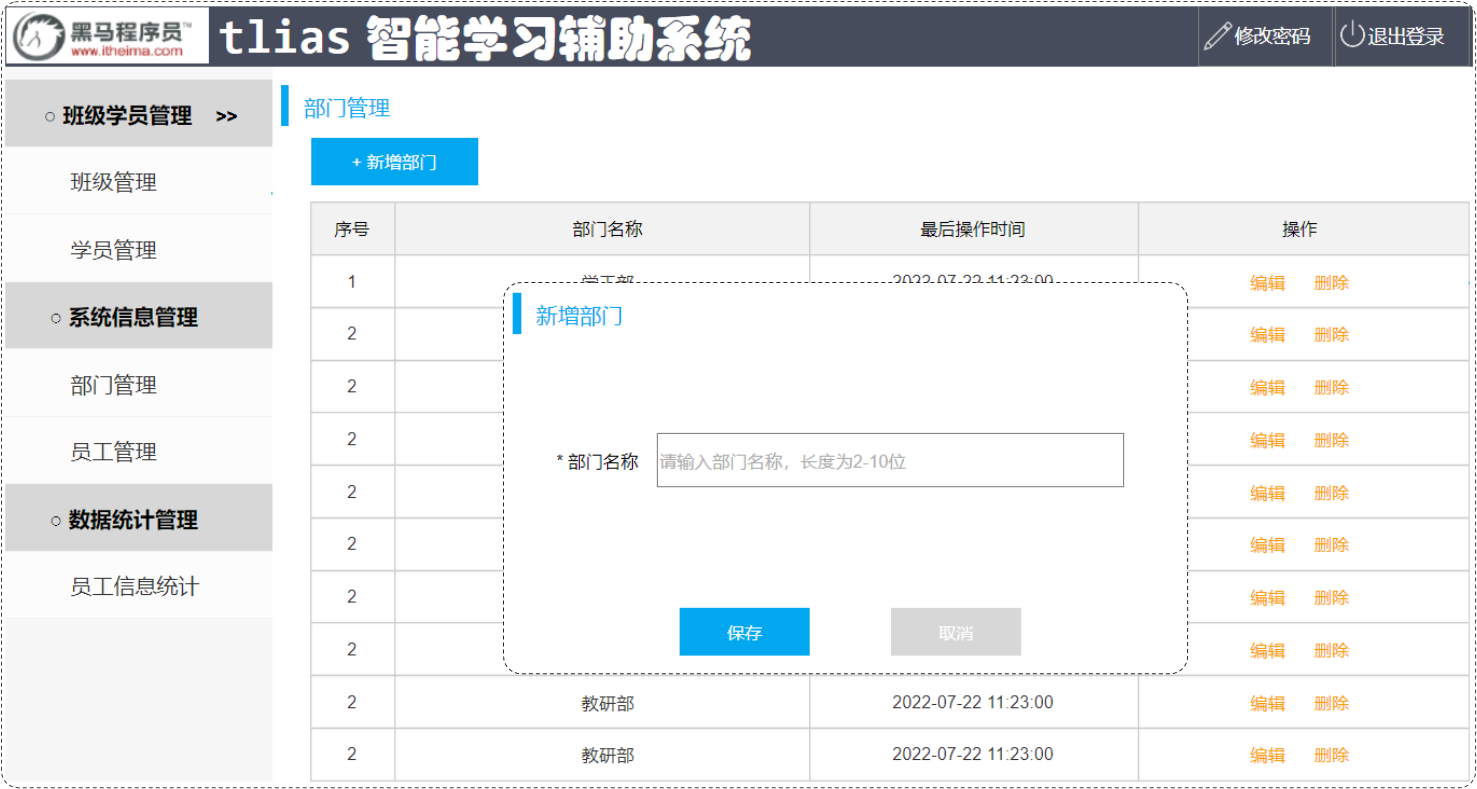 黑马程序员™
www.itheima.com
tlias 智能学习辅助系统
修改密码
退出登录
班级学员管理 >>
班级管理
学员管理
系统信息管理
部门管理
员工管理
数据统计管理
员工信息统计
部门管理
+ 新增部门
序号 部门名称 最后操作时间 操作
1 学工部 2022-07-22 11:23:00 编辑 删除
2 编辑 删除
2 编辑 删除
2 编辑 删除
2 编辑 删除
2 编辑 删除
2 编辑 删除
2 编辑 删除
2 教研部 2022-07-22 11:23:00 编辑 删除
2 教研部 2022-07-22 11:23:00 编辑 删除
新增部门
* 部门名称 请输入部门名称，长度为2-10位
保存 取消